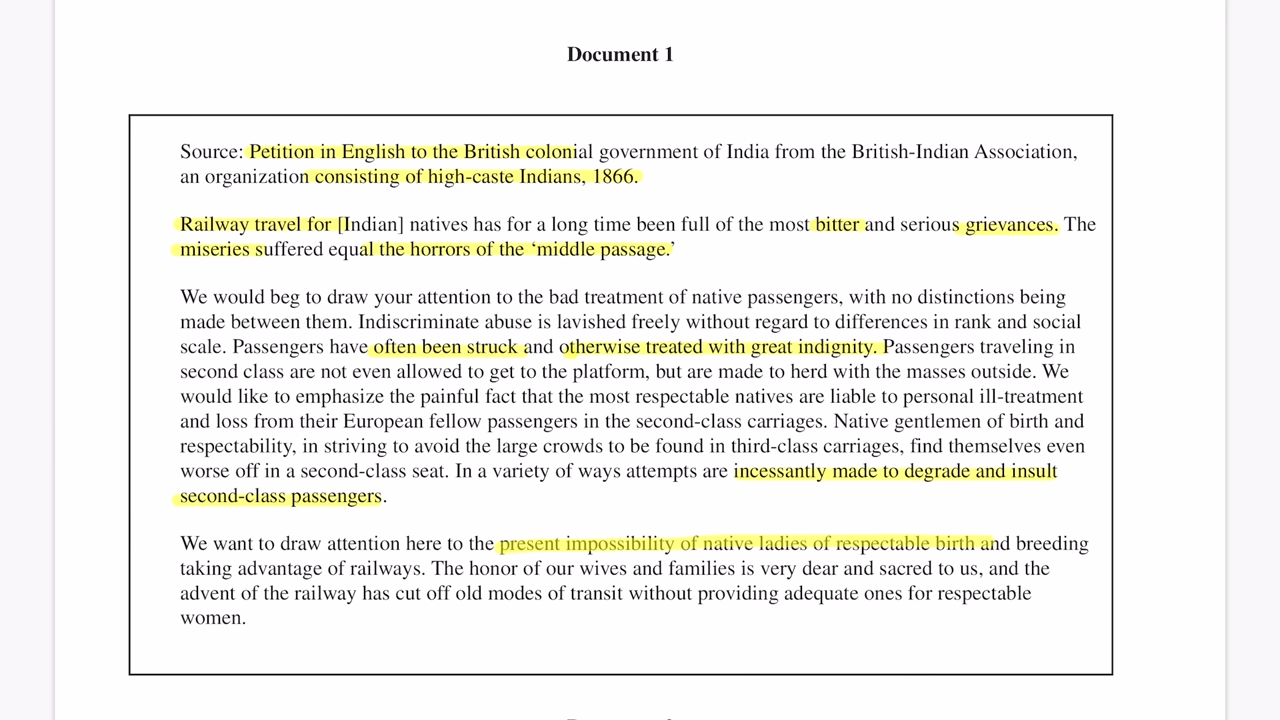 Document 1
Source: Petition in English to the British colonial government of India from the British-Indian Association,
an organization consisting of high-caste Indians, 1866.
Railway travel for [Indian] natives has for a long time been full of the most bitter and serious grievances. The
miseries suffered equal the horrors of the ‘middle passage.’
We would beg to draw your attention to the bad treatment of native passengers, with no distinctions being
made between them. Indiscriminate abuse is lavished freely without regard to differences in rank and social
scale. Passengers have often been struck and otherwise treated with great indignity. Passengers traveling in
second class are not even allowed to get to the platform, but are made to herd with the masses outside. We
would like to emphasize the painful fact that the most respectable natives are liable to personal ill-treatment
and loss from their European fellow passengers in the second-class carriages. Native gentlemen of birth and
respectability, in striving to avoid the large crowds to be found in third-class carriages, find themselves even
worse off in a second-class seat. In a variety of ways attempts are incessantly made to degrade and insult
second-class passengers.
We want to draw attention here to the present impossibility of native ladies of respectable birth and breeding
taking advantage of railways. The honor of our wives and families is very dear and sacred to us, and the
advent of the railway has cut off old modes of transit without providing adequate ones for respectable
women.